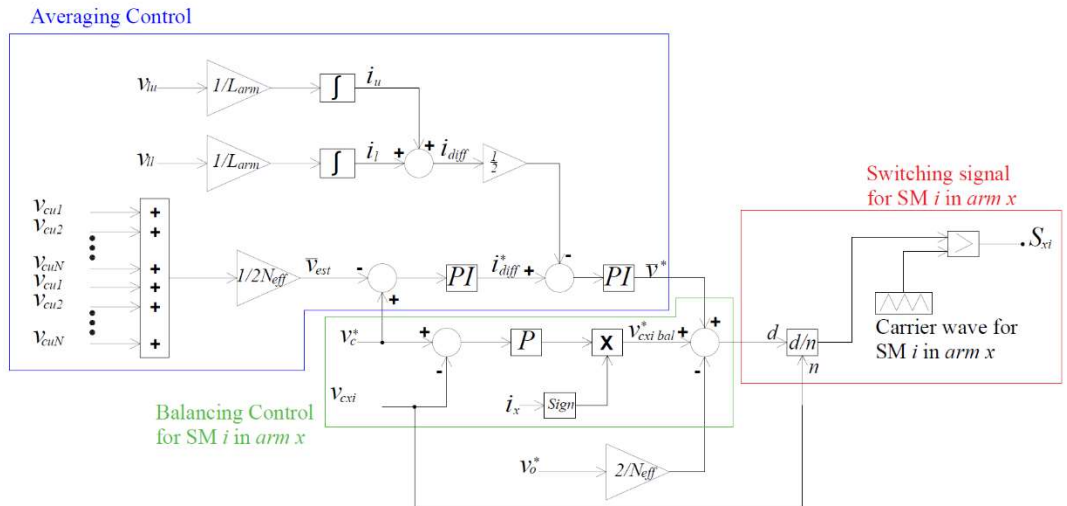 Averaging Control
v_lu
1/L_arm
∫
i_u
v_ll
1/L_arm
∫
i_l
+
+
i_diff
1/2
v_cu1
+
v_cu2
+
v_cuN
+
v_cu1
+
v_cu2
+
v_cuN
+
1/2N_eff
v̅_est
-
+
PI
i*_diff
+
-
PI
v̅*
Switching signal
for SM i in arm x
>
S_xi
Carrier wave for
SM i in arm x
d
d/n
n
v*_c
+
-
P
X
v*_cxi bal
+
+
-
v_cxi
i_x
Sign
Balancing Control
for SM i in arm x
v*_o
2/N_eff